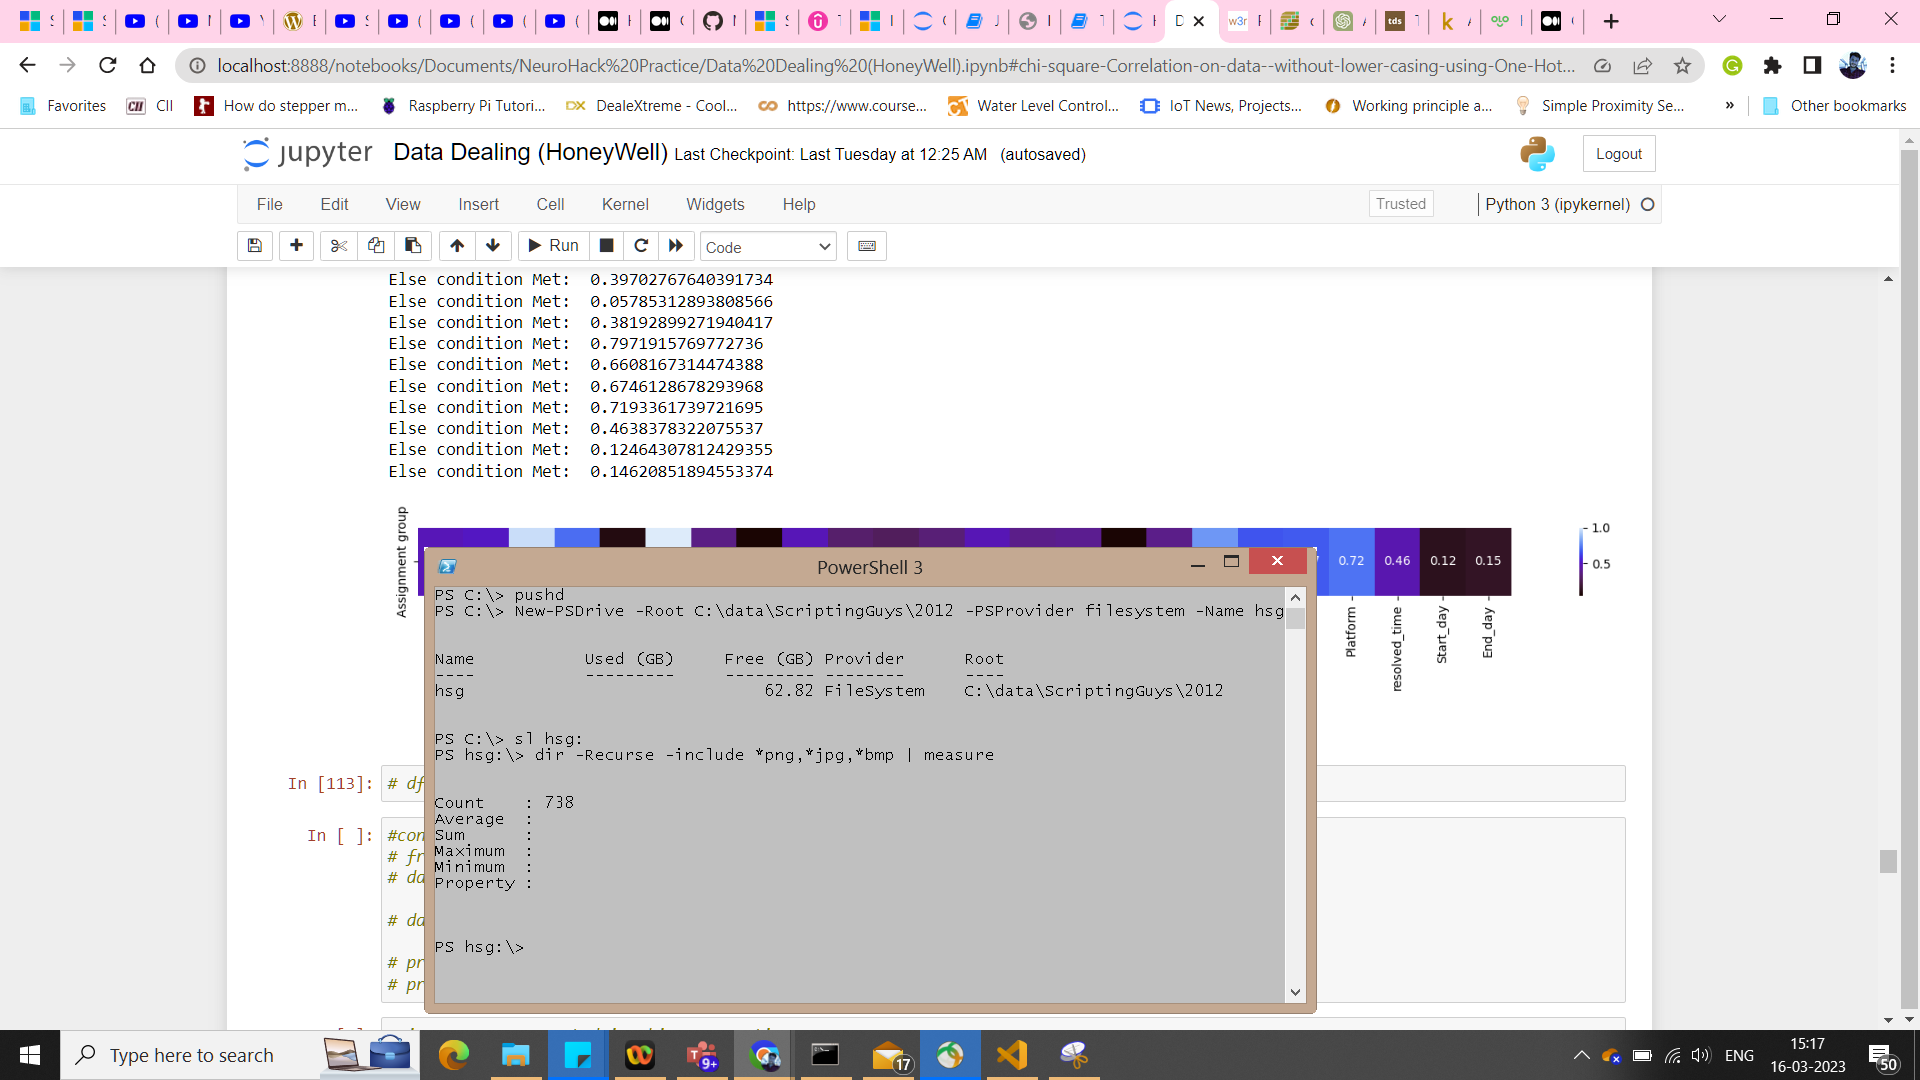 localhost:8888/notebooks/Documents/NeuroHack%20Practice/Data%20Dealing%20(HoneyWell).ipynb#chi-square-Correlation-on-data--without-lower-casing-using-One-Hot...
Favorites CII How do stepper m... Raspberry Pi Tutori... DX DealeXtreme - Cool... https://www.course... Water Level Control... IoT News, Projects... Working principle a... Simple Proximity Se... » Other bookmarks
jupyter Data Dealing (HoneyWell) Last Checkpoint: Last Tuesday at 12:25 AM (autosaved) Logout
File Edit View Insert Cell Kernel Widgets Help Trusted Python 3 (ipykernel)
Run Code
Else condition Met: 0.39702767640391734
Else condition Met: 0.05785312893808566
Else condition Met: 0.38192899271940417
Else condition Met: 0.7971915769772736
Else condition Met: 0.6608167314474388
Else condition Met: 0.6746128678293968
Else condition Met: 0.7193361739721695
Else condition Met: 0.4638378322075537
Else condition Met: 0.12464307812429355
Else condition Met: 0.14620851894553374
Assignment group
0.72 0.46 0.12 0.15
1.0
0.5
Platform
resolved_time
Start_day
End_day
PowerShell 3
PS C:\> pushd
PS C:\> New-PSDrive -Root C:\data\ScriptingGuys\2012 -PSProvider filesystem -Name hsg
Name Used (GB) Free (GB) Provider Root
---- --------- --------- -------- ----
hsg 62.82 FileSystem C:\data\ScriptingGuys\2012
PS C:\> sl hsg:
PS hsg:\> dir -Recurse -include *png,*jpg,*bmp | measure
Count : 738
Average :
Sum :
Maximum :
Minimum :
Property :
PS hsg:\>
In [113]: # df
In [ ]: #con
# fr
# da
# da
# pr
# pr
Type here to search
9+
17
ENG
15:17
16-03-2023
50